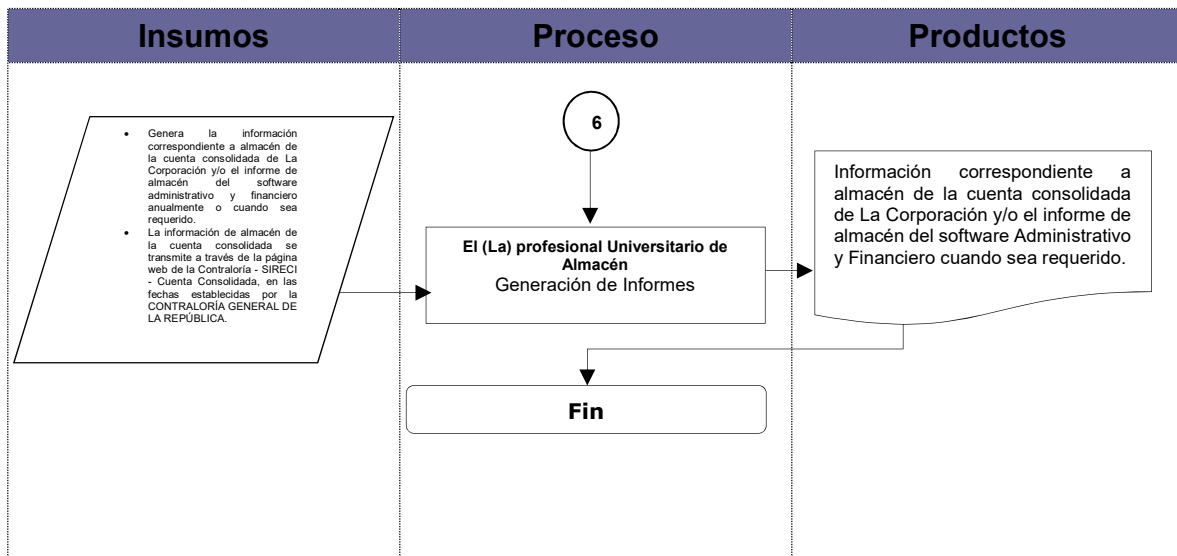 Insumos
Proceso
Productos
• Genera la información
correspondiente a almacén de
la cuenta consolidada de La
Corporación y/o el informe de
almacén del software
administrativo y financiero
anualmente o cuando sea
requerido.
• La información de almacén de
la cuenta consolidada se
transmite a través de la página
web de la Contraloría - SIRECI
- Cuenta Consolidada, en las
fechas establecidas por la
CONTRALORÍA GENERAL DE
LA REPÚBLICA.
6
El (La) profesional Universitario de
Almacén
Generación de Informes
Información correspondiente a
almacén de la cuenta consolidada
de La Corporación y/o el informe de
almacén del software Administrativo
y Financiero cuando sea requerido.
Fin